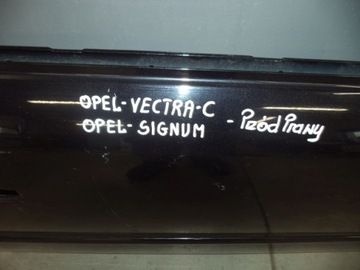 OPEL-VECTRA-C
OPEL-SIGNUM - Przód Prawy